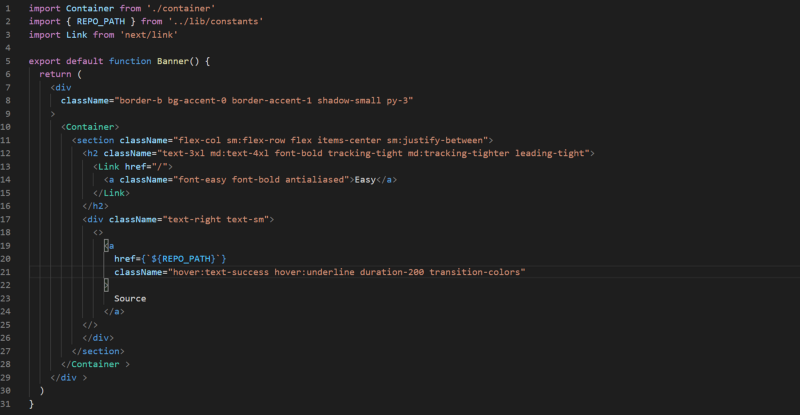 1 import Container from './container'
2 import { REPO_PATH } from '../lib/constants'
3 import Link from 'next/link'
4
5 export default function Banner() {
6   return (
7     <div
8       className="border-b bg-accent-0 border-accent-1 shadow-small py-3"
9     >
10       <Container>
11         <section className="flex-col sm:flex-row flex items-center sm:justify-between">
12           <h2 className="text-3xl md:text-4xl font-bold tracking-tight md:tracking-tighter leading-tight">
13             <Link href="/">
14               <a className="font-easy font-bold antialiased">Easy</a>
15             </Link>
16           </h2>
17           <div className="text-right text-sm">
18             <>
19               <a
20                 href={`${REPO_PATH}`}
21                 className="hover:text-success hover:underline duration-200 transition-colors"
22               >
23                 Source
24               </a>
25           </>
26           </div>
27         </section>
28       </Container >
29     </div >
30   )
31 }